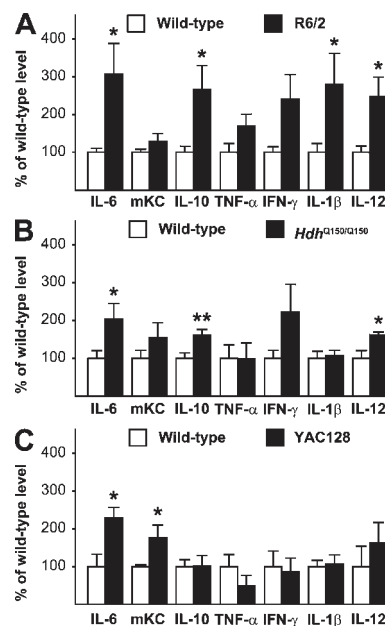 A
Wild-type R6/2
% of wild-type level
400
300
200
100
0
* * * *
IL-6 mKC IL-10 TNF-α IFN-γ IL-1β IL-12
B
Wild-type Hdh^Q150/Q150
% of wild-type level
400
300
200
100
0
* ** *
IL-6 mKC IL-10 TNF-α IFN-γ IL-1β IL-12
C
Wild-type YAC128
% of wild-type level
400
300
200
100
0
* *
IL-6 mKC IL-10 TNF-α IFN-γ IL-1β IL-12